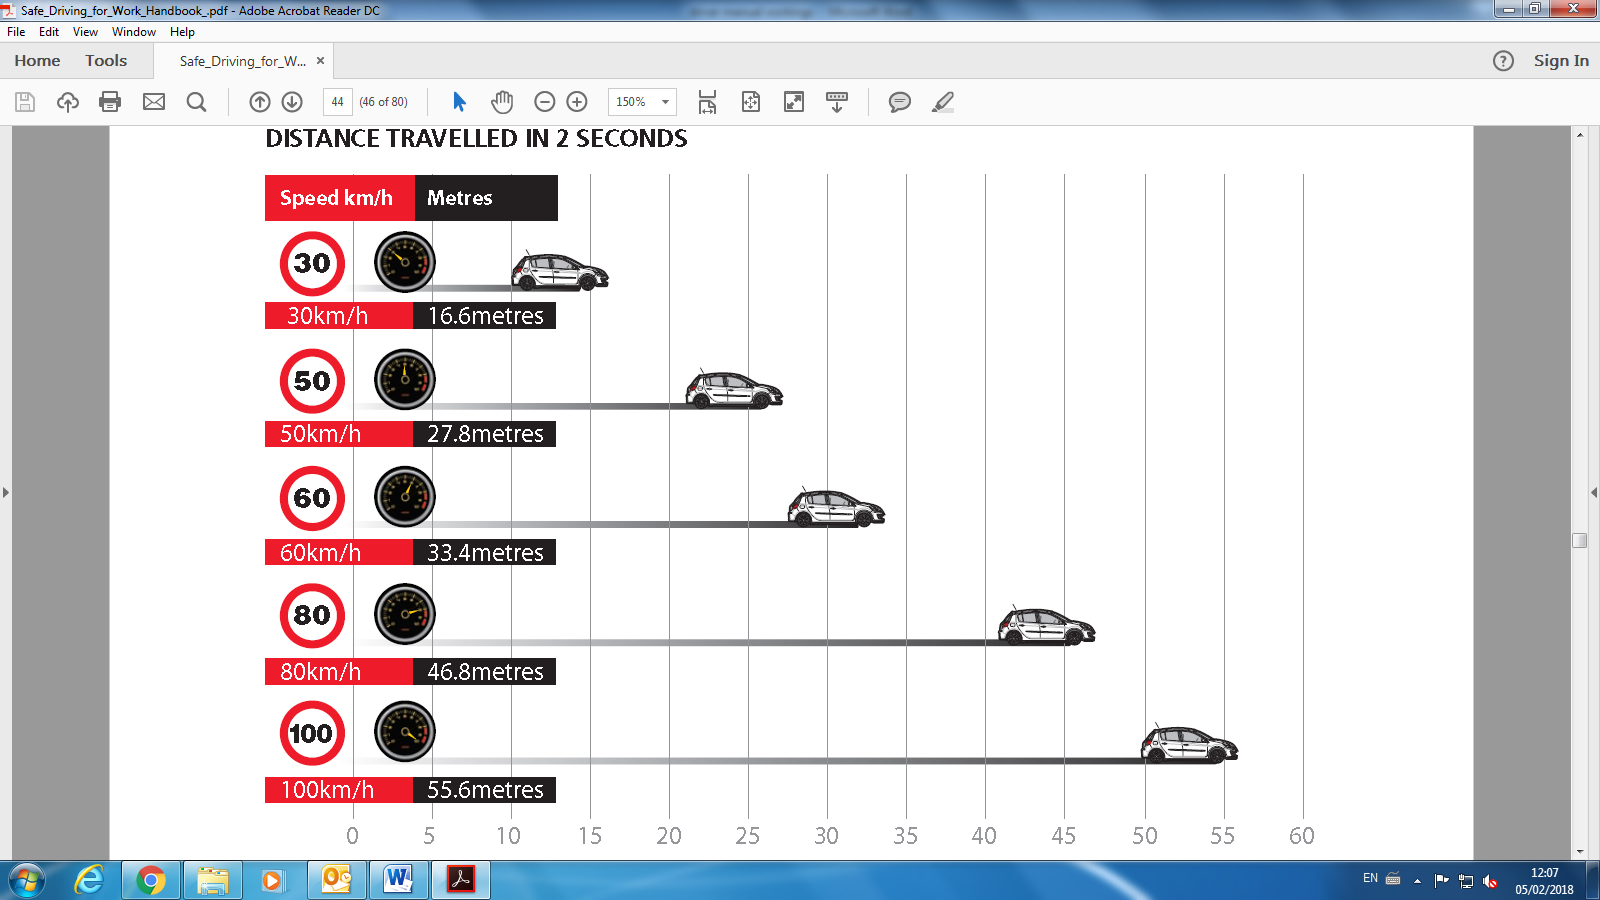 Safe_Driving_for_Work_Handbook_.pdf - Adobe Acrobat Reader DC
File Edit View Window Help
Home Tools Safe_Driving_for_W... × ? Sign In
44 (46 of 80) 150%
DISTANCE TRAVELLED IN 2 SECONDS
Speed km/h Metres
30
30km/h 16.6metres
50
50km/h 27.8metres
60
60km/h 33.4metres
80
80km/h 46.8metres
100
100km/h 55.6metres
0 5 10 15 20 25 30 35 40 45 50 55 60
EN 12:07
05/02/2018